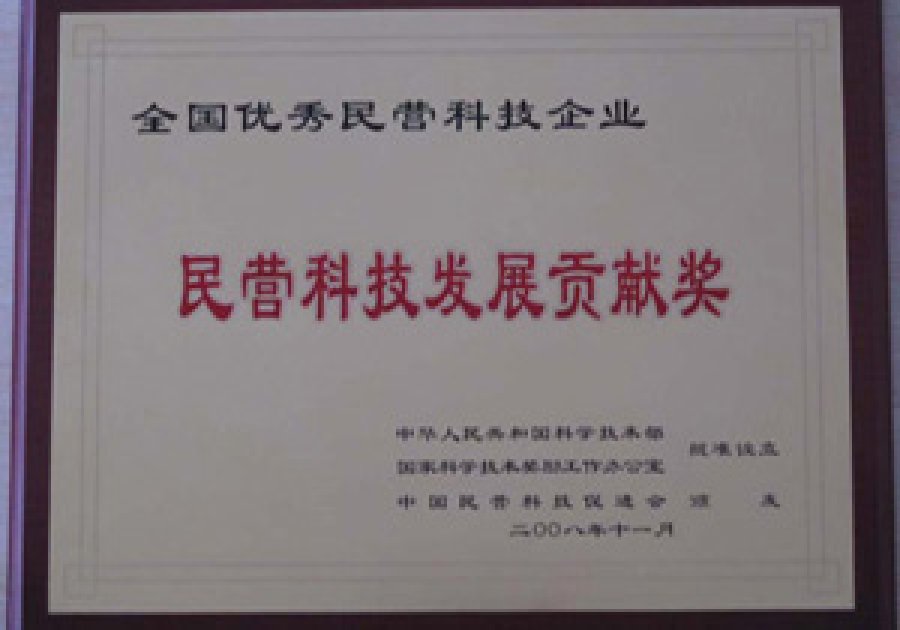 全国优秀民营科技企业
民营科技发展贡献奖
中华人民共和国科学技术部
国家科学技术奖励工作办公室 批准设立
中国民营科技促进会 颁发
二00八年十一月